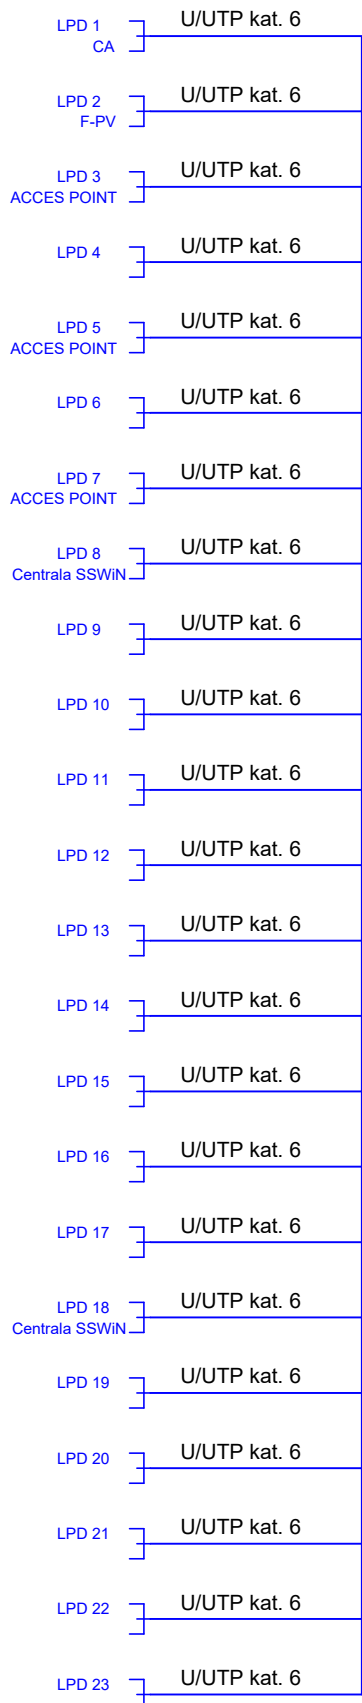 LPD 1 U/UTP kat. 6
CA
LPD 2 U/UTP kat. 6
F-PV
LPD 3 U/UTP kat. 6
ACCES POINT
LPD 4 U/UTP kat. 6
LPD 5 U/UTP kat. 6
ACCES POINT
LPD 6 U/UTP kat. 6
LPD 7 U/UTP kat. 6
ACCES POINT
LPD 8 U/UTP kat. 6
Centrala SSWiN
LPD 9 U/UTP kat. 6
LPD 10 U/UTP kat. 6
LPD 11 U/UTP kat. 6
LPD 12 U/UTP kat. 6
LPD 13 U/UTP kat. 6
LPD 14 U/UTP kat. 6
LPD 15 U/UTP kat. 6
LPD 16 U/UTP kat. 6
LPD 17 U/UTP kat. 6
LPD 18 U/UTP kat. 6
Centrala SSWiN
LPD 19 U/UTP kat. 6
LPD 20 U/UTP kat. 6
LPD 21 U/UTP kat. 6
LPD 22 U/UTP kat. 6
LPD 23 U/UTP kat. 6